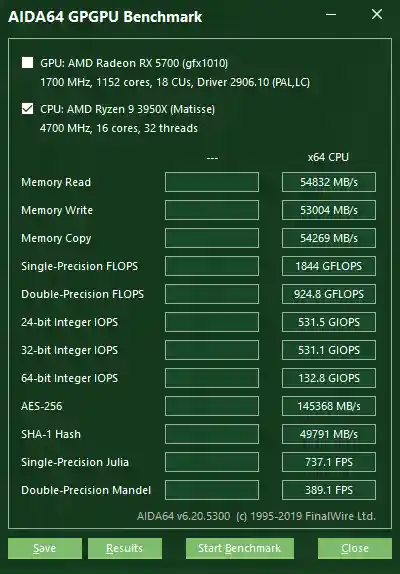 AIDA64 GPGPU Benchmark
GPU: AMD Radeon RX 5700 (gfx1010)
1700 MHz, 1152 cores, 18 CUs, Driver 2906.10 (PAL,LC)
CPU: AMD Ryzen 9 3950X (Matisse)
4700 MHz, 16 cores, 32 threads
--- x64 CPU
Memory Read 54832 MB/s
Memory Write 53004 MB/s
Memory Copy 54269 MB/s
Single-Precision FLOPS 1844 GFLOPS
Double-Precision FLOPS 924.8 GFLOPS
24-bit Integer IOPS 531.5 GIOPS
32-bit Integer IOPS 531.1 GIOPS
64-bit Integer IOPS 132.8 GIOPS
AES-256 145368 MB/s
SHA-1 Hash 49791 MB/s
Single-Precision Julia 737.1 FPS
Double-Precision Mandel 389.1 FPS
AIDA64 v6.20.5300 (c) 1995-2019 FinalWire Ltd.
Save Results Start Benchmark Close